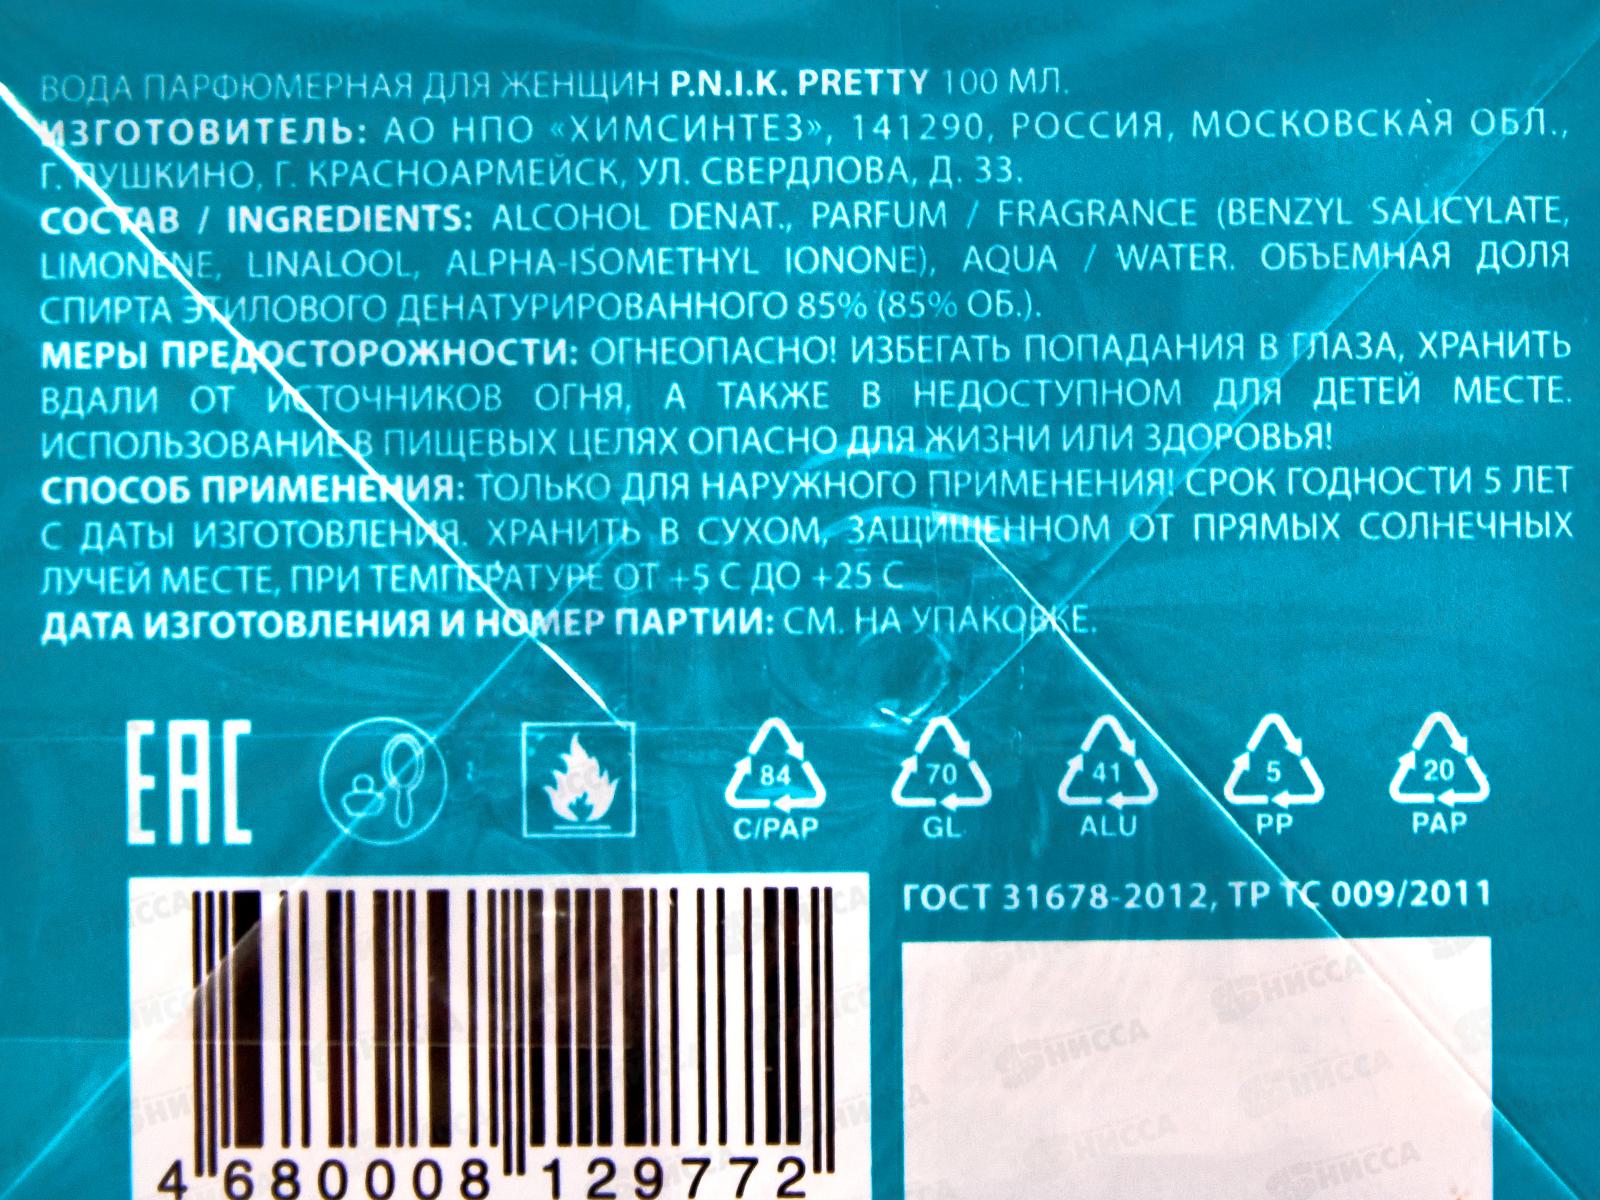 ВОДА ПАРФЮМЕРНАЯ ДЛЯ ЖЕНЩИН P.N.I.K. PRETTY 100 МЛ.
ИЗГОТОВИТЕЛЬ: АО НПО «ХИМСИНТЕЗ», 141290, РОССИЯ, МОСКОВСКАЯ ОБЛ.,
Г. ПУШКИНО, Г. КРАСНОАРМЕЙСК, УЛ. СВЕРДЛОВА, Д. 33.
СОСТАВ / INGREDIENTS: ALCOHOL DENAT., PARFUM / FRAGRANCE (BENZYL SALICYLATE,
LIMONENE, LINALOOL, ALPHA-ISOMETHYL IONONE), AQUA / WATER. ОБЪЕМНАЯ ДОЛЯ
СПИРТА ЭТИЛОВОГО ДЕНАТУРИРОВАННОГО 85% (85% ОБ.).
МЕРЫ ПРЕДОСТОРОЖНОСТИ: ОГНЕОПАСНО! ИЗБЕГАТЬ ПОПАДАНИЯ В ГЛАЗА, ХРАНИТЬ
ВДАЛИ ОТ ИСТОЧНИКОВ ОГНЯ, А ТАКЖЕ В НЕДОСТУПНОМ ДЛЯ ДЕТЕЙ МЕСТЕ.
ИСПОЛЬЗОВАНИЕ В ПИЩЕВЫХ ЦЕЛЯХ ОПАСНО ДЛЯ ЖИЗНИ ИЛИ ЗДОРОВЬЯ!
СПОСОБ ПРИМЕНЕНИЯ: ТОЛЬКО ДЛЯ НАРУЖНОГО ПРИМЕНЕНИЯ! СРОК ГОДНОСТИ 5 ЛЕТ
С ДАТЫ ИЗГОТОВЛЕНИЯ. ХРАНИТЬ В СУХОМ, ЗАЩИЩЕННОМ ОТ ПРЯМЫХ СОЛНЕЧНЫХ
ЛУЧЕЙ МЕСТЕ, ПРИ ТЕМПЕРАТУРЕ ОТ +5 С ДО +25 С
ДАТА ИЗГОТОВЛЕНИЯ И НОМЕР ПАРТИИ: СМ. НА УПАКОВКЕ.
EAC
84 70 41 5 20
C/PAP GL ALU PP PAP
ГОСТ 31678-2012, ТР ТС 009/2011
4 680008 129772
НИССА